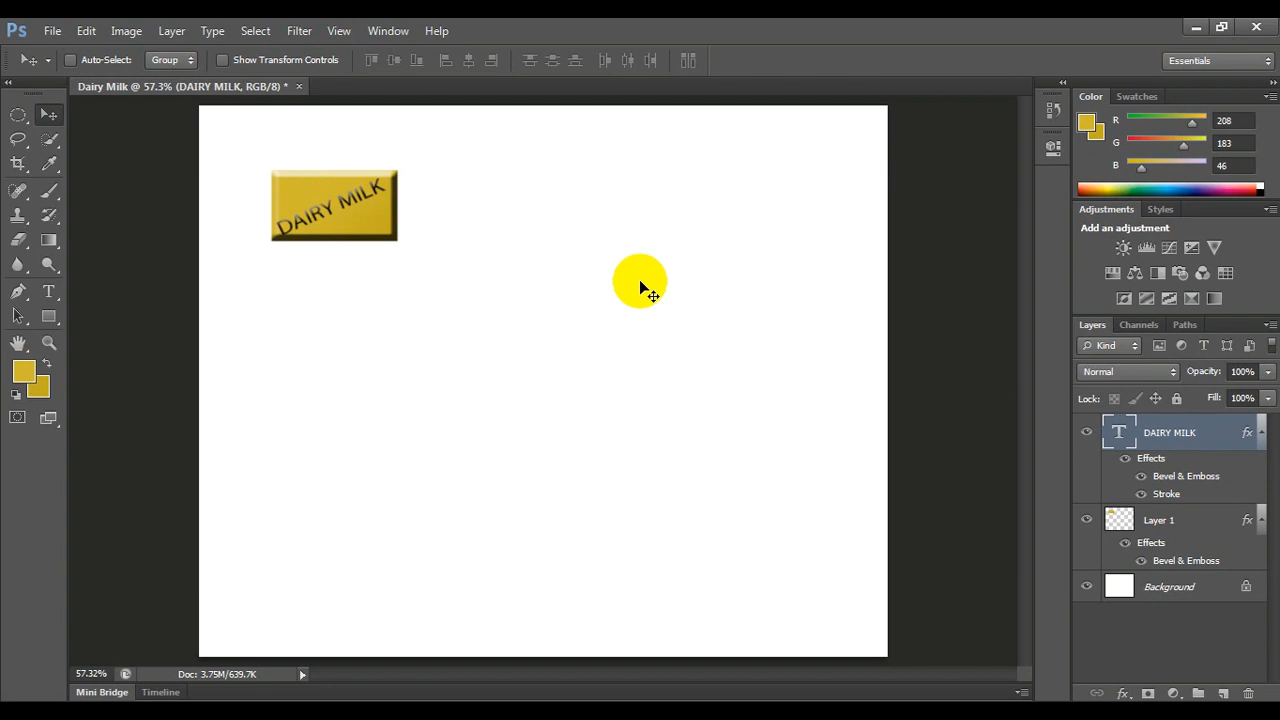 Ps File Edit Image Layer Type Select Filter View Window Help
Auto-Select: Group Show Transform Controls Essentials
Dairy Milk @ 57.3% (DAIRY MILK, RGB/8) * ×
Color Swatches
R 208
G 183
B 46
DAIRY MILK
Adjustments Styles
Add an adjustment
Layers Channels Paths
Kind
Normal Opacity: 100%
Lock: Fill: 100%
T DAIRY MILK fx
Effects
Bevel & Emboss
Stroke
Layer 1 fx
Effects
Bevel & Emboss
Background
57.32% Doc: 3.75M/639.7K
Mini Bridge Timeline